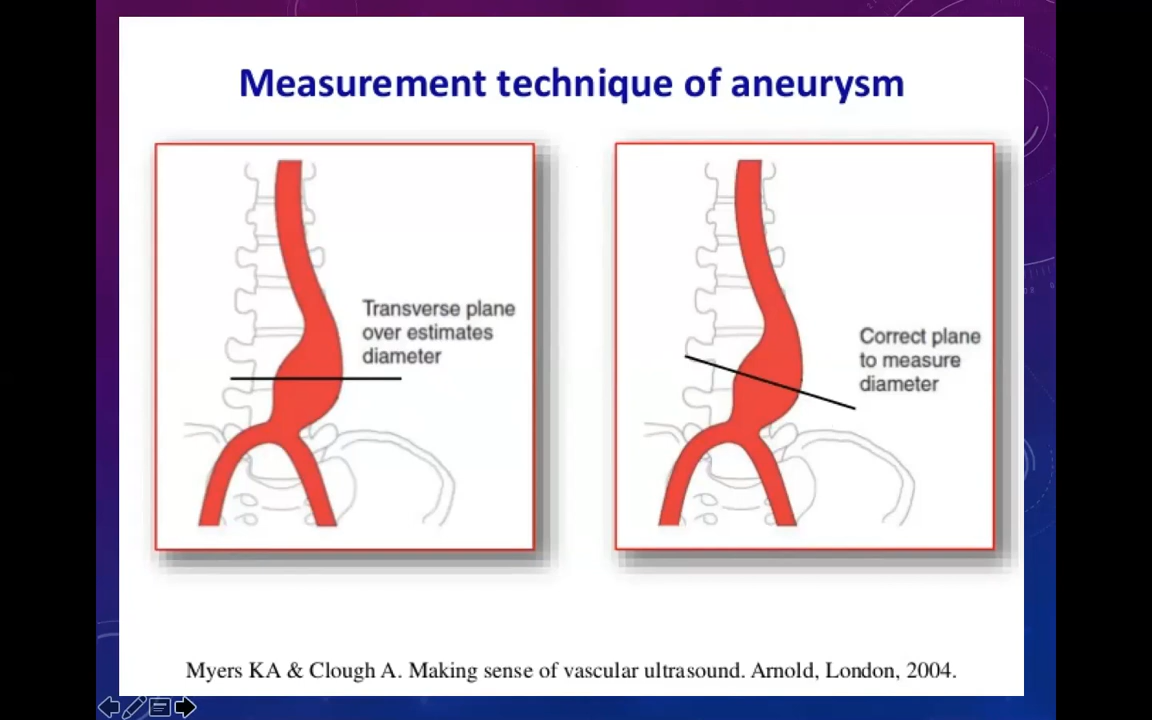 Measurement technique of aneurysm
Transverse plane
over estimates
diameter
Correct plane
to measure
diameter
Myers KA & Clough A. Making sense of vascular ultrasound. Arnold, London, 2004.